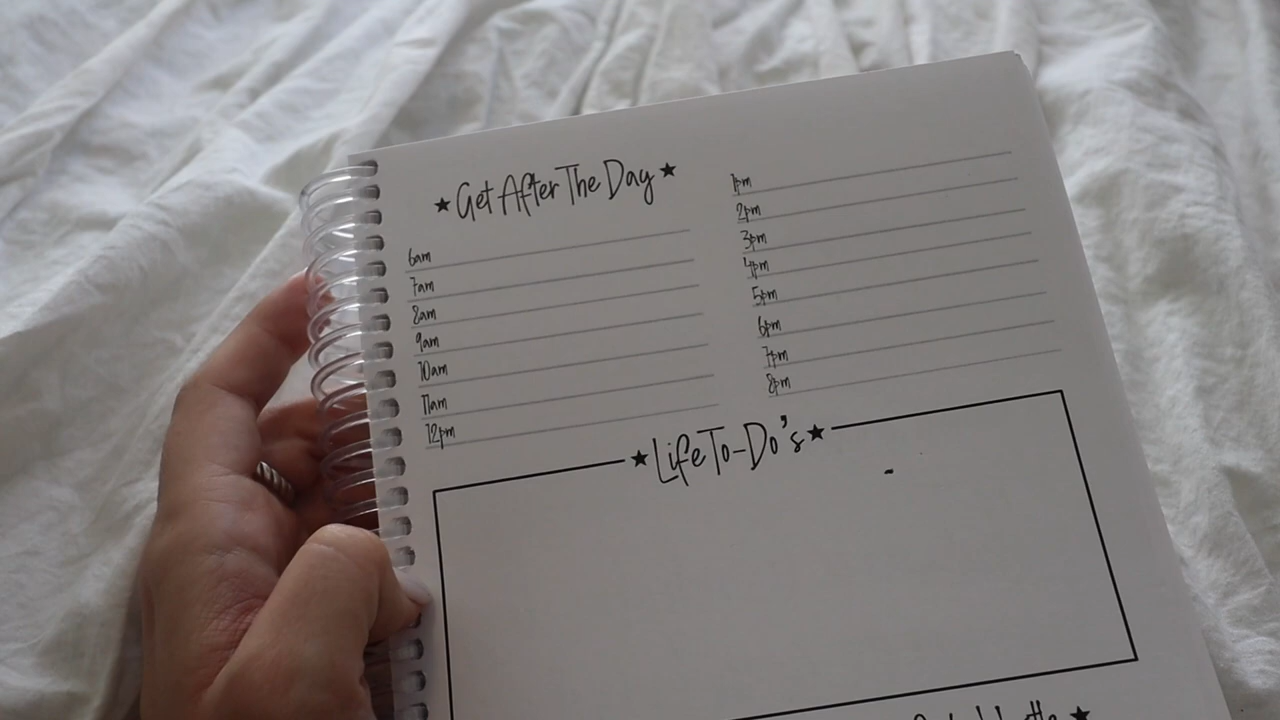 ★ Get After The Day ★
6am
7am
8am
9am
10am
11am
12pm
1pm
2pm
3pm
4pm
5pm
6pm
7pm
8pm
★ Life To-Do's ★